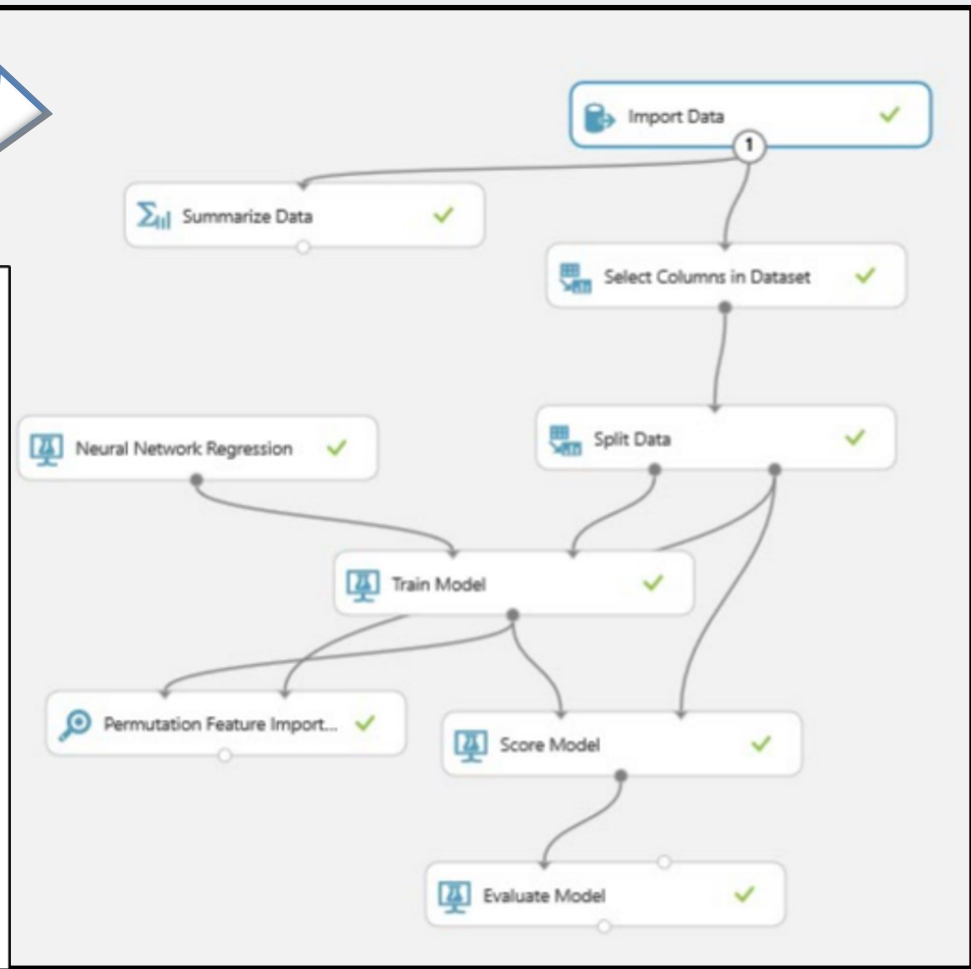 Import Data
1
Summarize Data
Select Columns in Dataset
Neural Network Regression
Split Data
Train Model
Permutation Feature Import...
Score Model
Evaluate Model